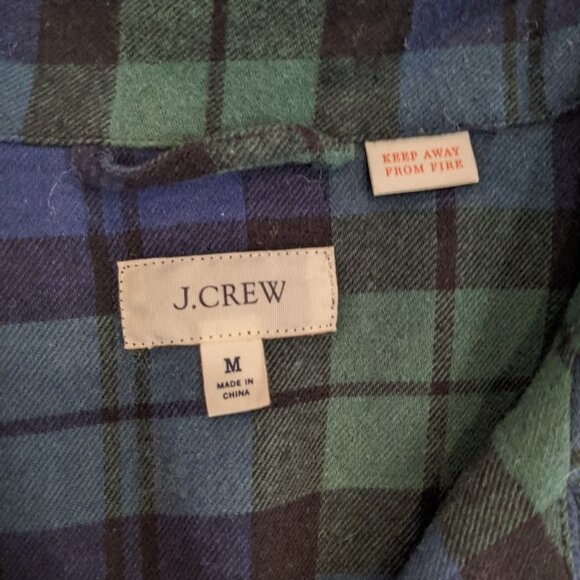 KEEP AWAY
FROM FIRE
J.CREW
M
MADE IN
CHINA